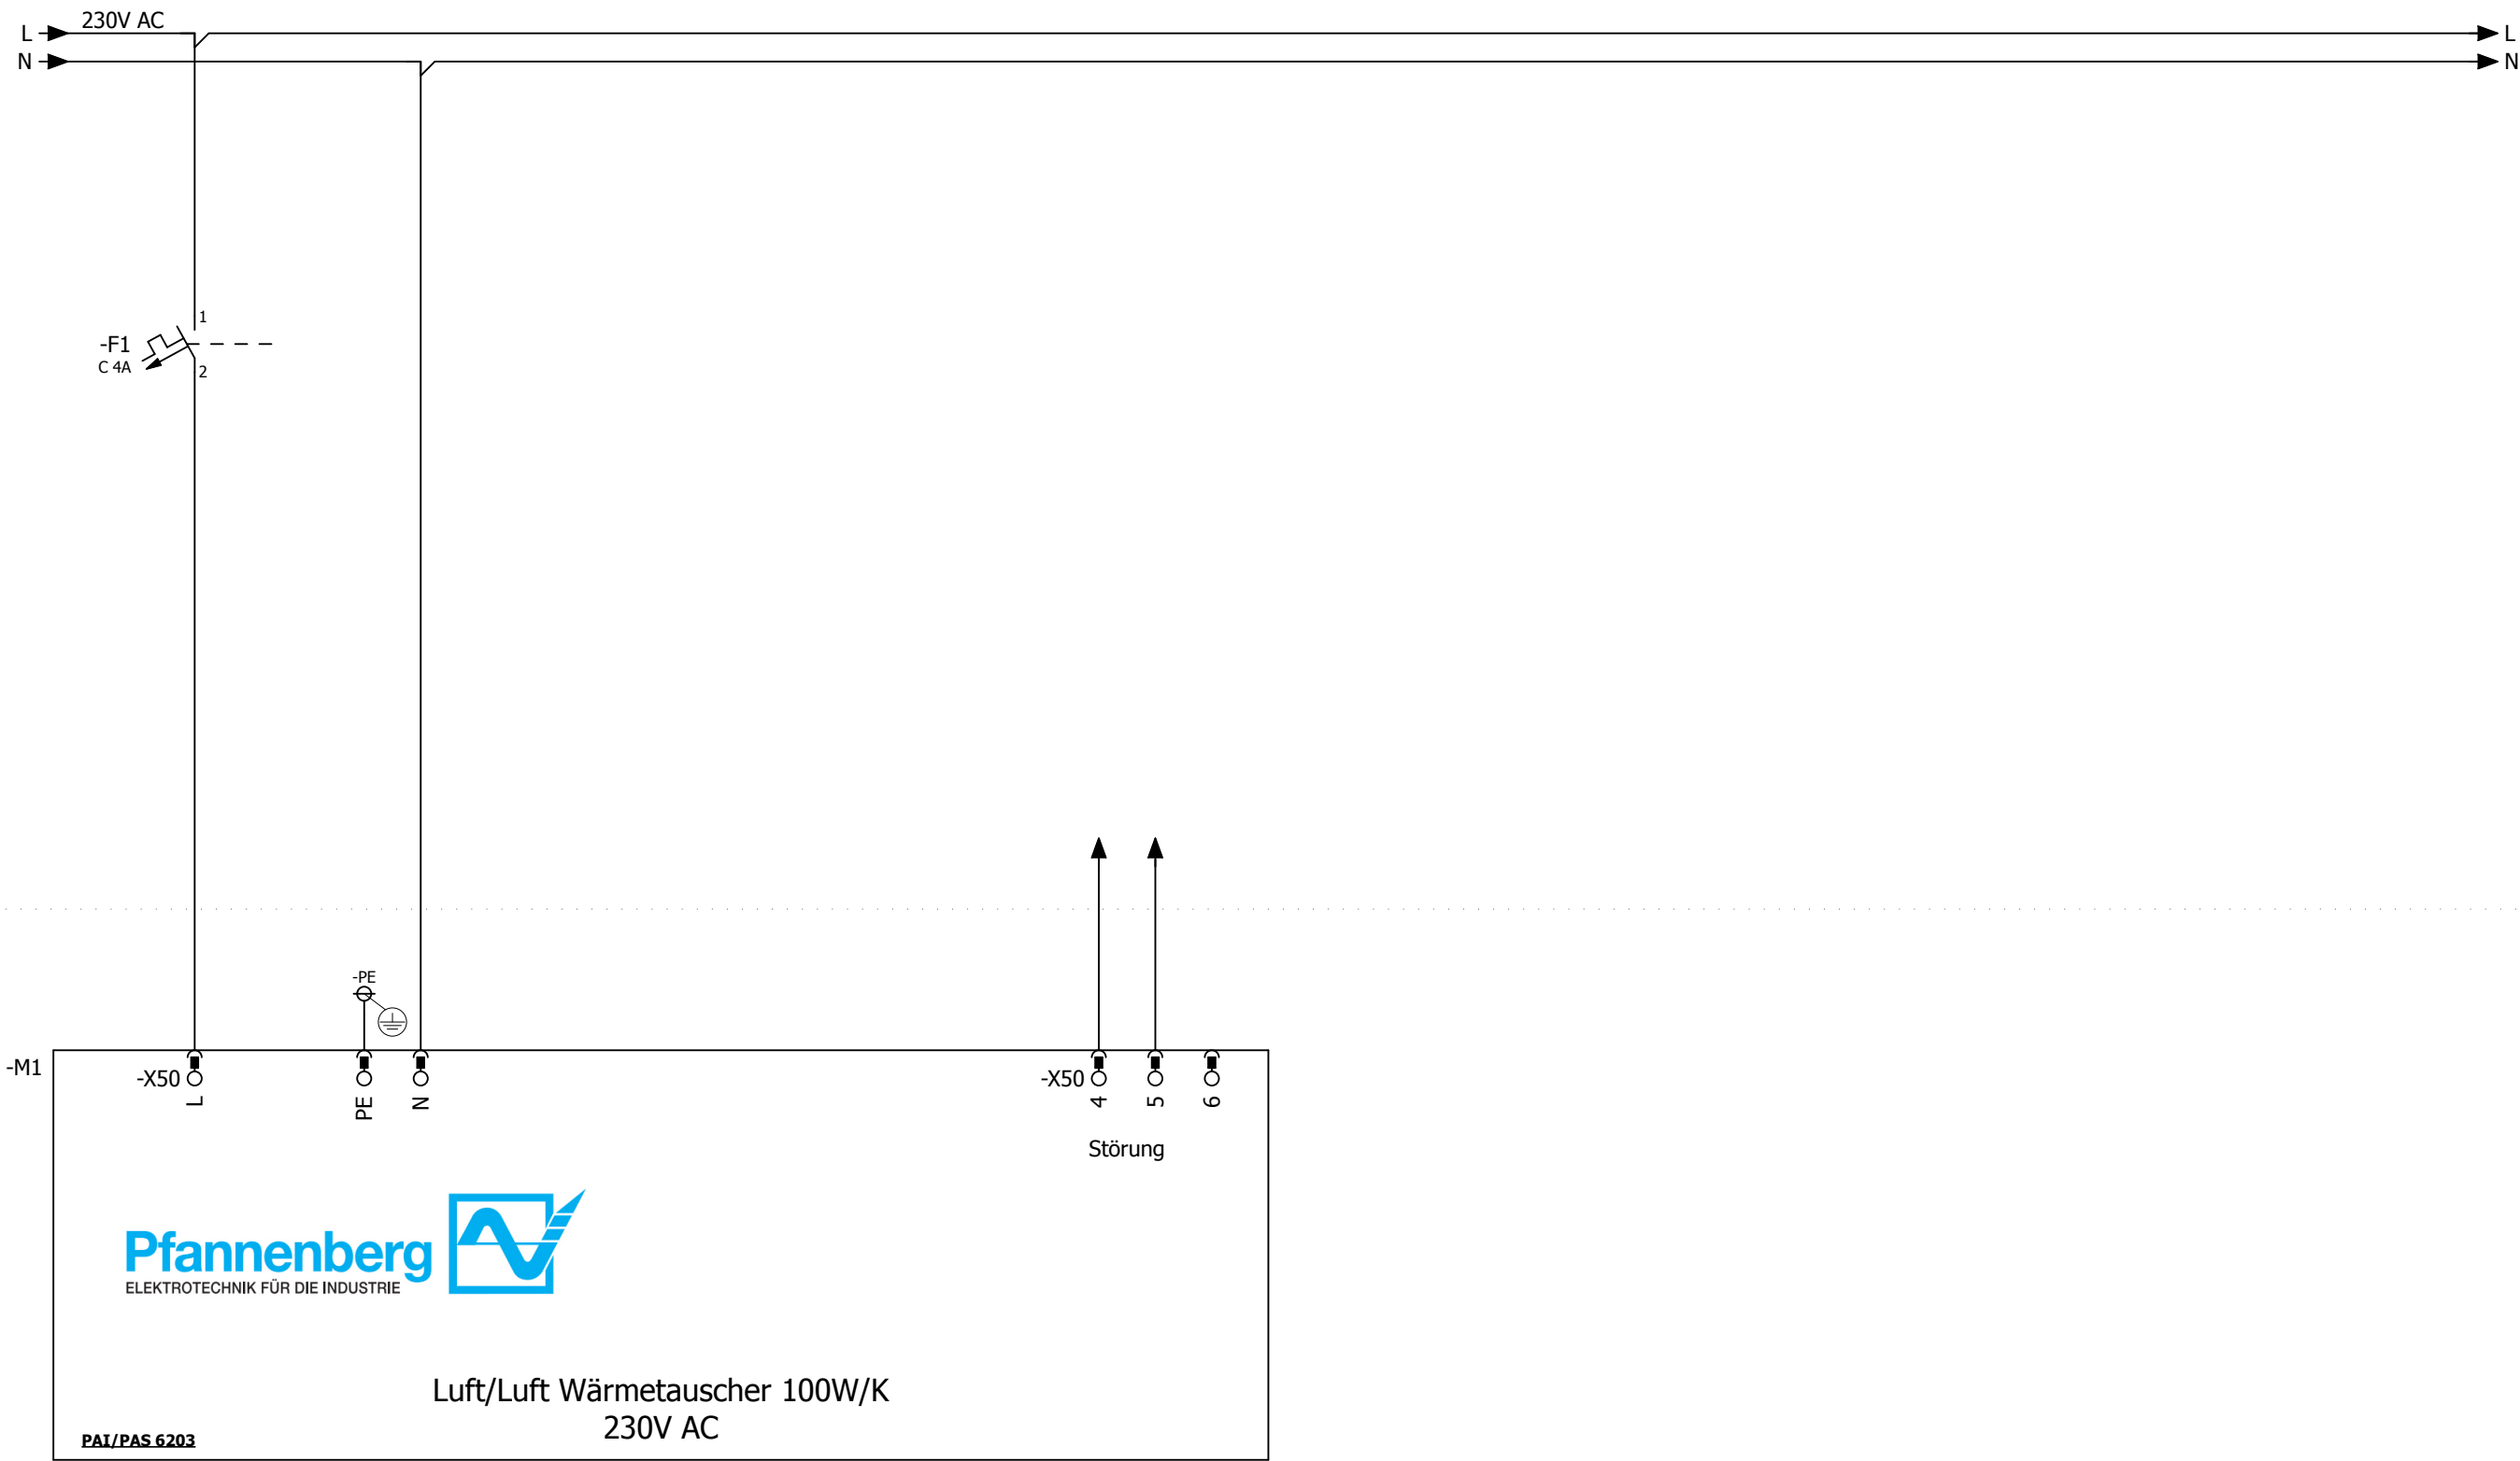 230V AC
L
L
N
N
1
-F1
C 4A
2
-PE
-M1
-X50
L
PE
N
-X50
4
5
6
Störung
Pfannenberg
ELEKTROTECHNIK FÜR DIE INDUSTRIE
Luft/Luft Wärmetauscher 100W/K
230V AC
PAI/PAS 6203